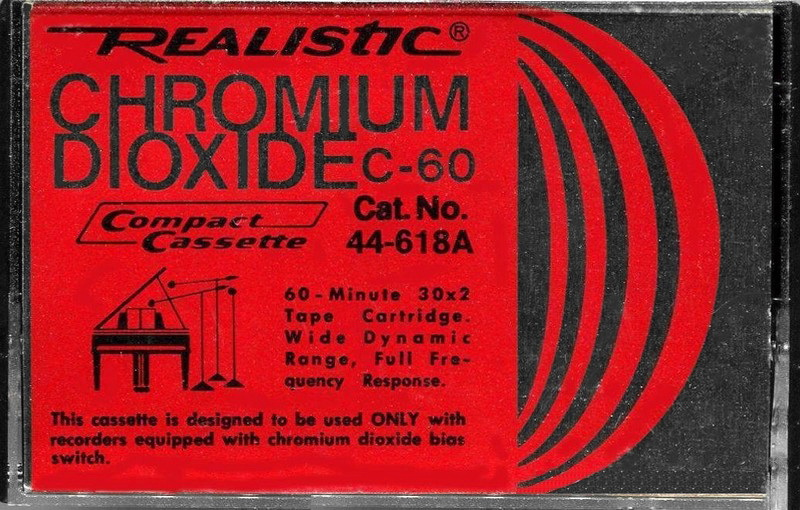 REALISTIC®
CHROMIUM
DIOXIDE C-60
Compact Cassette
Cat. No.
44-618A
60-Minute 30x2
Tape Cartridge.
Wide Dynamic
Range, Full Fre-
quency Response.
This cassette is designed to be used ONLY with
recorders equipped with chromium dioxide bias
switch.